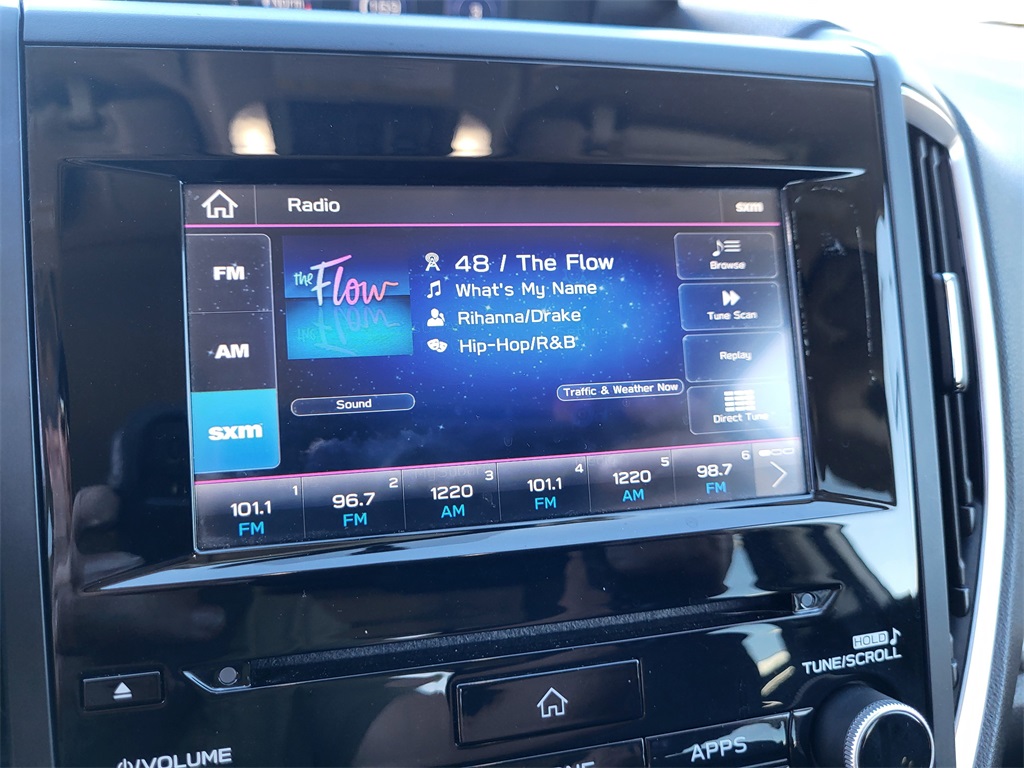 Radio
sxm
FM
AM
sxm
the Flow
48 / The Flow
What's My Name
Rihanna/Drake
Hip-Hop/R&B
Browse
Tune Scan
Replay
Direct Tune
Sound
Traffic & Weather Now
1
101.1
FM
2
96.7
FM
3
1220
AM
4
101.1
FM
5
1220
AM
6
98.7
FM
HOLD
TUNE/SCROLL
VOLUME
APPS